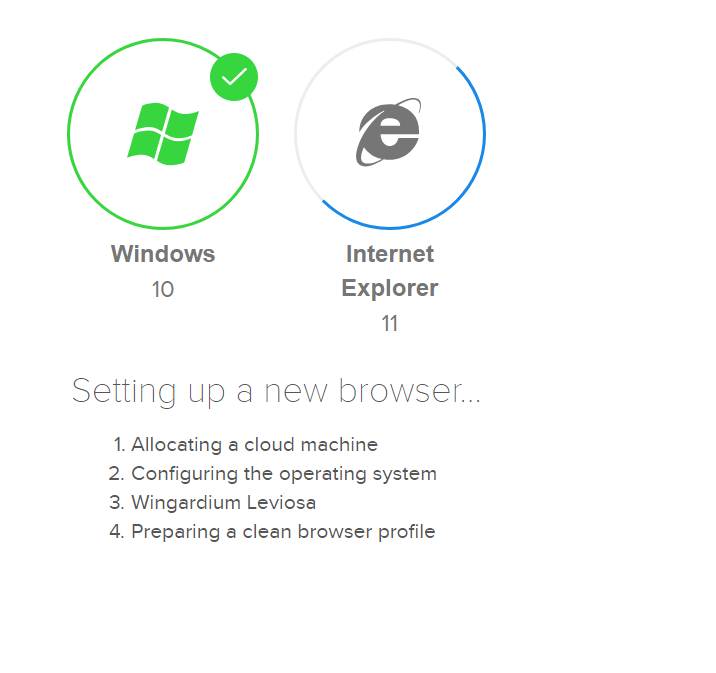 Windows
10
Internet
Explorer
11
Setting up a new browser...
1. Allocating a cloud machine
2. Configuring the operating system
3. Wingardium Leviosa
4. Preparing a clean browser profile